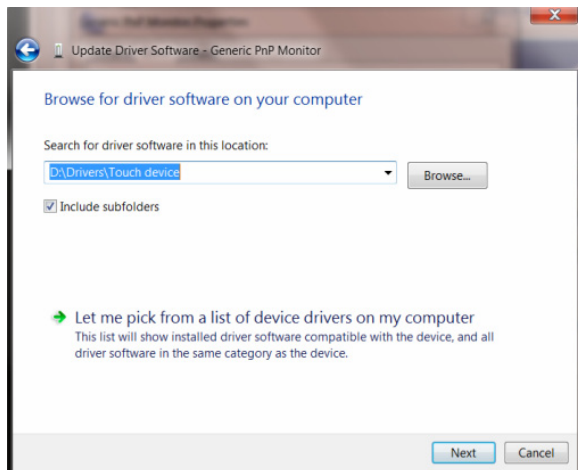 Update Driver Software - Generic PnP Monitor
Browse for driver software on your computer
Search for driver software in this location:
D:\Drivers\Touch device
Browse...
Include subfolders
Let me pick from a list of device drivers on my computer
This list will show installed driver software compatible with the device, and all
driver software in the same category as the device.
Next
Cancel